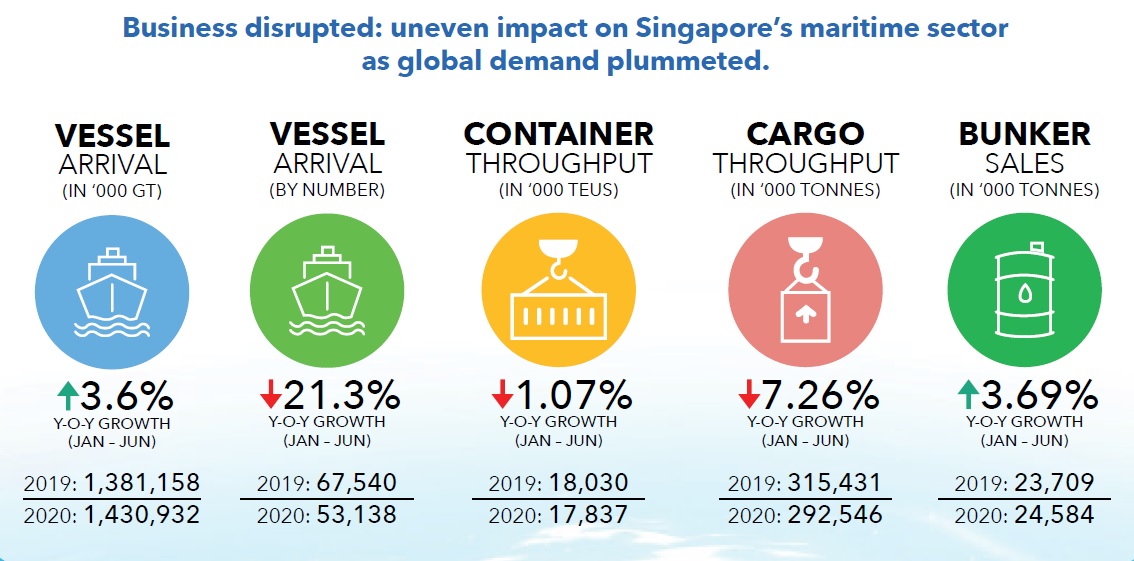 Business disrupted: uneven impact on Singapore’s maritime sector
as global demand plummeted.
VESSEL
ARRIVAL
(IN ‘000 GT)
3.6%
Y-O-Y GROWTH
(JAN – JUN)
2019: 1,381,158
2020: 1,430,932
VESSEL
ARRIVAL
(BY NUMBER)
21.3%
Y-O-Y GROWTH
(JAN – JUN)
2019: 67,540
2020: 53,138
CONTAINER
THROUGHPUT
(IN ‘000 TEUS)
1.07%
Y-O-Y GROWTH
(JAN – JUN)
2019: 18,030
2020: 17,837
CARGO
THROUGHPUT
(IN ‘000 TONNES)
7.26%
Y-O-Y GROWTH
(JAN – JUN)
2019: 315,431
2020: 292,546
BUNKER
SALES
(IN ‘000 TONNES)
3.69%
Y-O-Y GROWTH
(JAN – JUN)
2019: 23,709
2020: 24,584